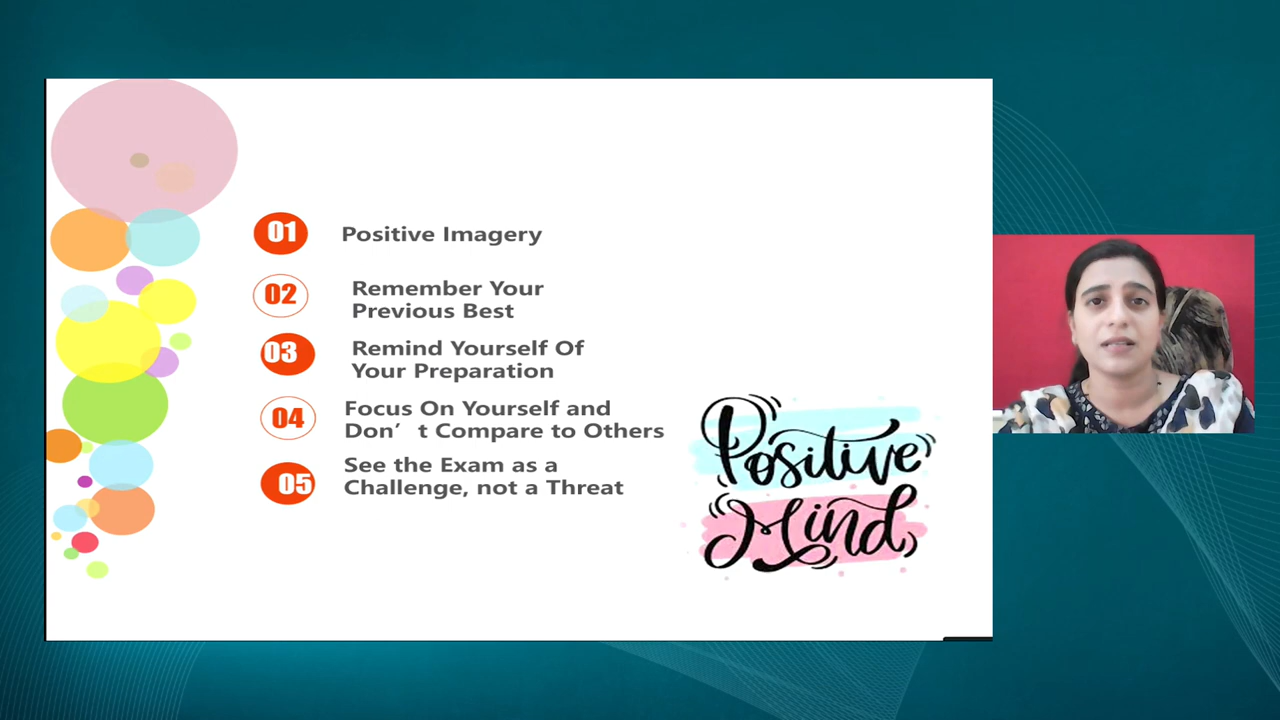 01 Positive Imagery
02 Remember Your
Previous Best
03 Remind Yourself Of
Your Preparation
04 Focus On Yourself and
Don’ t Compare to Others
05 See the Exam as a
Challenge, not a Threat
Positive
Mind